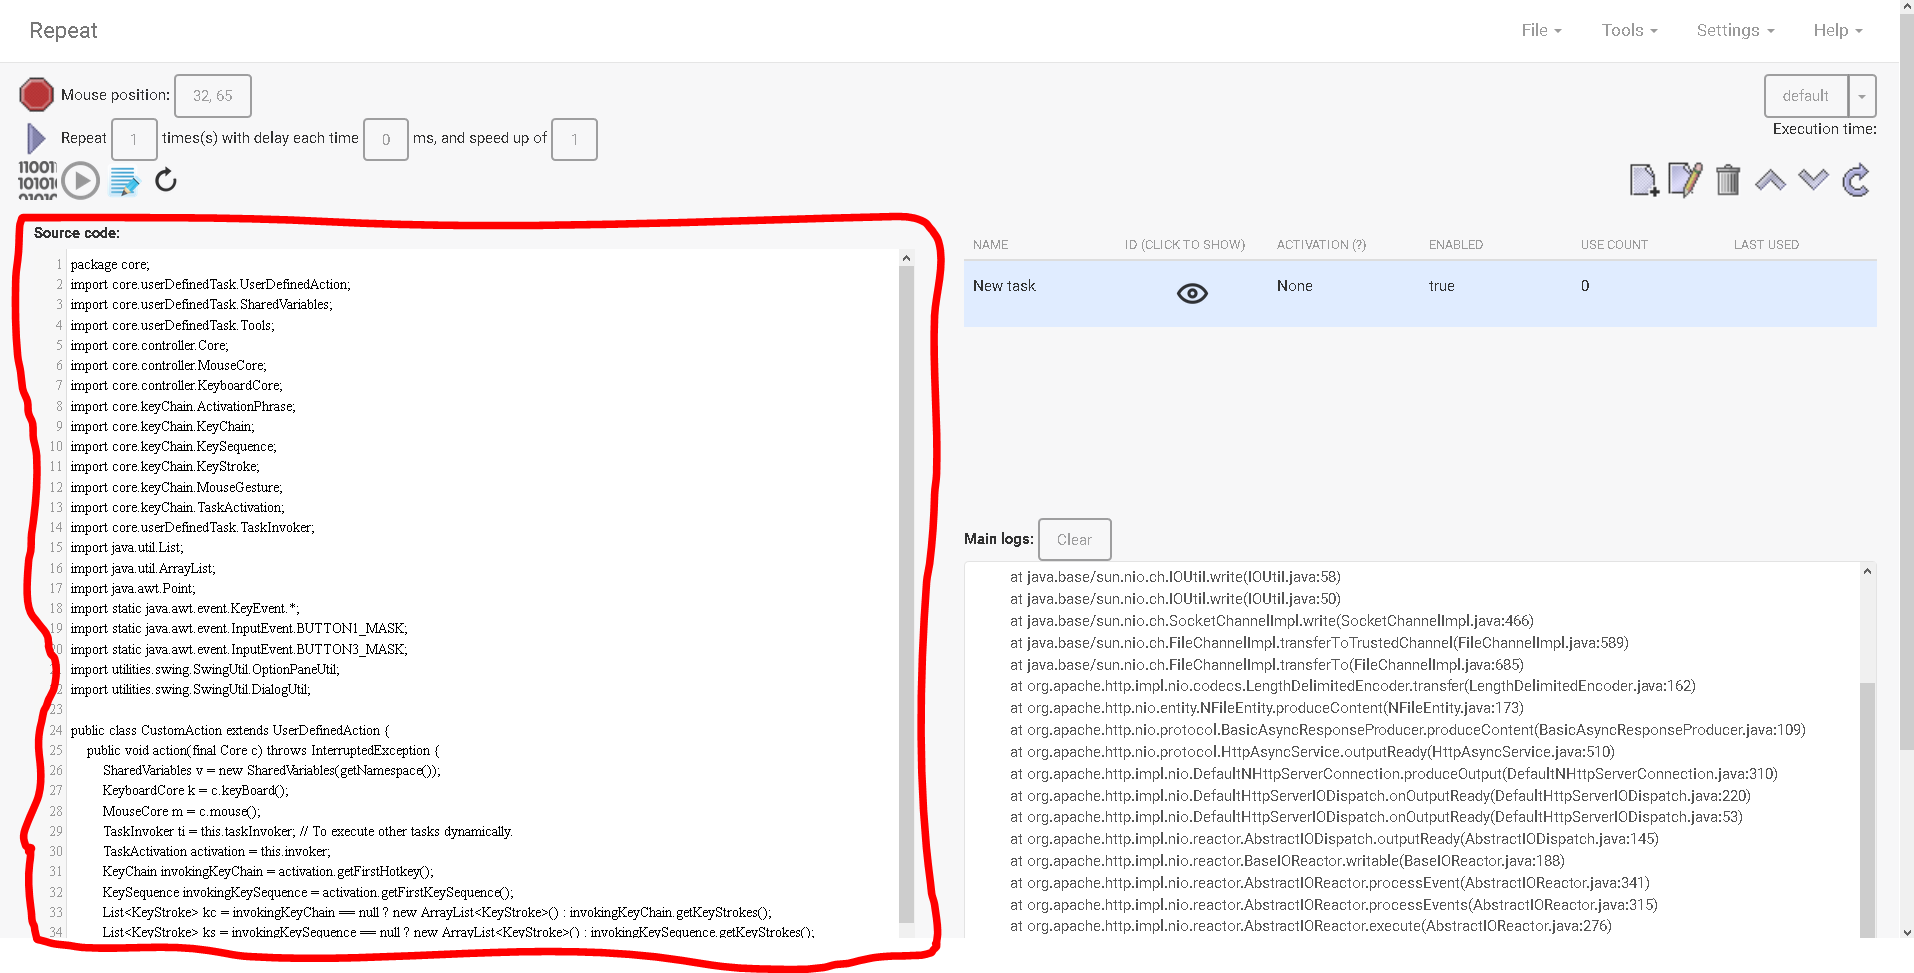 Repeat
File
Tools
Settings
Help
Mouse position: 32, 65
default
Execution time:
Repeat 1 times(s) with delay each time 0 ms, and speed up of 1
11001
10101
Source code:
1 package core;
2 import core.userDefinedTask.UserDefinedAction;
3 import core.userDefinedTask.SharedVariables;
4 import core.userDefinedTask.Tools;
5 import core.controller.Core;
6 import core.controller.MouseCore;
7 import core.controller.KeyboardCore;
8 import core.keyChain.ActivationPhrase;
9 import core.keyChain.KeyChain;
10 import core.keyChain.KeySequence;
11 import core.keyChain.KeyStroke;
12 import core.keyChain.MouseGesture;
13 import core.keyChain.TaskActivation;
14 import core.userDefinedTask.TaskInvoker;
15 import java.util.List;
16 import java.util.ArrayList;
17 import java.awt.Point;
18 import static java.awt.event.KeyEvent.*;
19 import static java.awt.event.InputEvent.BUTTON1_MASK;
20 import static java.awt.event.InputEvent.BUTTON3_MASK;
import utilities.swing.SwingUtil.OptionPaneUtil;
2 import utilities.swing.SwingUtil.DialogUtil;
23
24 public class CustomAction extends UserDefinedAction {
25 public void action(final Core c) throws InterruptedException {
26 SharedVariables v = new SharedVariables(getNamespace());
27 KeyboardCore k = c.keyBoard();
28 MouseCore m = c.mouse();
29 TaskInvoker ti = this.taskInvoker; // To execute other tasks dynamically.
30 TaskActivation activation = this.invoker;
31 KeyChain invokingKeyChain = activation.getFirstHotkey();
32 KeySequence invokingKeySequence = activation.getFirstKeySequence();
33 List<KeyStroke> kc = invokingKeyChain == null ? new ArrayList<KeyStroke>() : invokingKeyChain.getKeyStrokes();
34 List<KeyStroke> ks = invokingKeySequence == null ? new ArrayList<KeyStroke>() : invokingKeySequence.getKeyStrokes();
NAME ID (CLICK TO SHOW) ACTIVATION (?) ENABLED USE COUNT LAST USED
New task None true 0
Main logs: Clear
at java.base/sun.nio.ch.IOUtil.write(IOUtil.java:58)
at java.base/sun.nio.ch.IOUtil.write(IOUtil.java:50)
at java.base/sun.nio.ch.SocketChannelImpl.write(SocketChannelImpl.java:466)
at java.base/sun.nio.ch.FileChannelImpl.transferToTrustedChannel(FileChannelImpl.java:589)
at java.base/sun.nio.ch.FileChannelImpl.transferTo(FileChannelImpl.java:685)
at org.apache.http.impl.nio.codecs.LengthDelimitedEncoder.transfer(LengthDelimitedEncoder.java:162)
at org.apache.http.nio.entity.NFileEntity.produceContent(NFileEntity.java:173)
at org.apache.http.nio.protocol.BasicAsyncResponseProducer.produceContent(BasicAsyncResponseProducer.java:109)
at org.apache.http.nio.protocol.HttpAsyncService.outputReady(HttpAsyncService.java:510)
at org.apache.http.impl.nio.DefaultNHttpServerConnection.produceOutput(DefaultNHttpServerConnection.java:310)
at org.apache.http.impl.nio.DefaultHttpServerIODispatch.onOutputReady(DefaultHttpServerIODispatch.java:220)
at org.apache.http.impl.nio.DefaultHttpServerIODispatch.onOutputReady(DefaultHttpServerIODispatch.java:53)
at org.apache.http.impl.nio.reactor.AbstractIODispatch.outputReady(AbstractIODispatch.java:145)
at org.apache.http.impl.nio.reactor.BaseIOReactor.writable(BaseIOReactor.java:188)
at org.apache.http.impl.nio.reactor.AbstractIOReactor.processEvent(AbstractIOReactor.java:341)
at org.apache.http.impl.nio.reactor.AbstractIOReactor.processEvents(AbstractIOReactor.java:315)
at org.apache.http.impl.nio.reactor.AbstractIOReactor.execute(AbstractIOReactor.java:276)